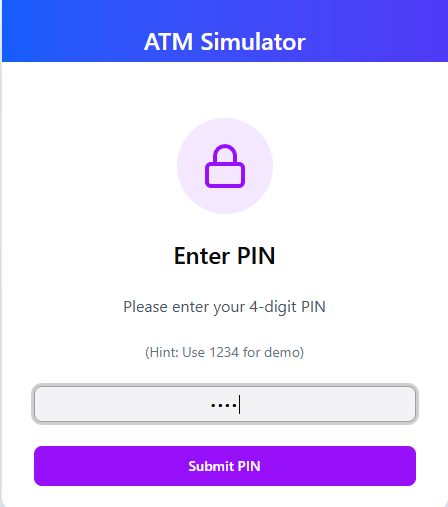 ATM Simulator
Enter PIN
Please enter your 4-digit PIN
(Hint: Use 1234 for demo)
••••
Submit PIN